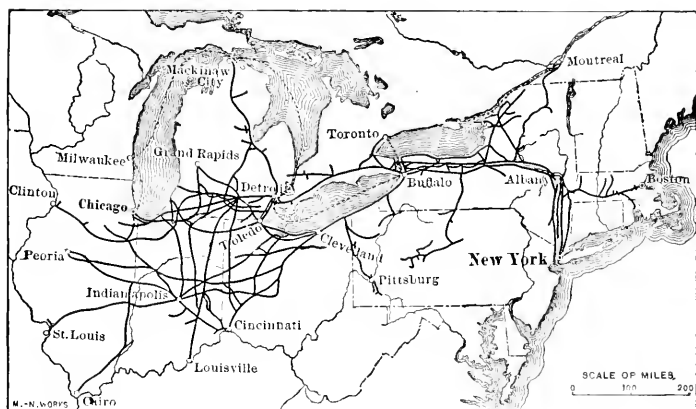 Mackinaw
City
Montreal
Toronto
Milwaukee
Grand Rapids
Clinton
Chicago
Detroit
Buffalo
Albany
Boston
Toledo
Cleveland
Peoria
New York
Pittsburg
Indianapolis
St. Louis
Cincinnati
Louisville
Cairo
M.-N. WORKS
SCALE OF MILES
0 100 200